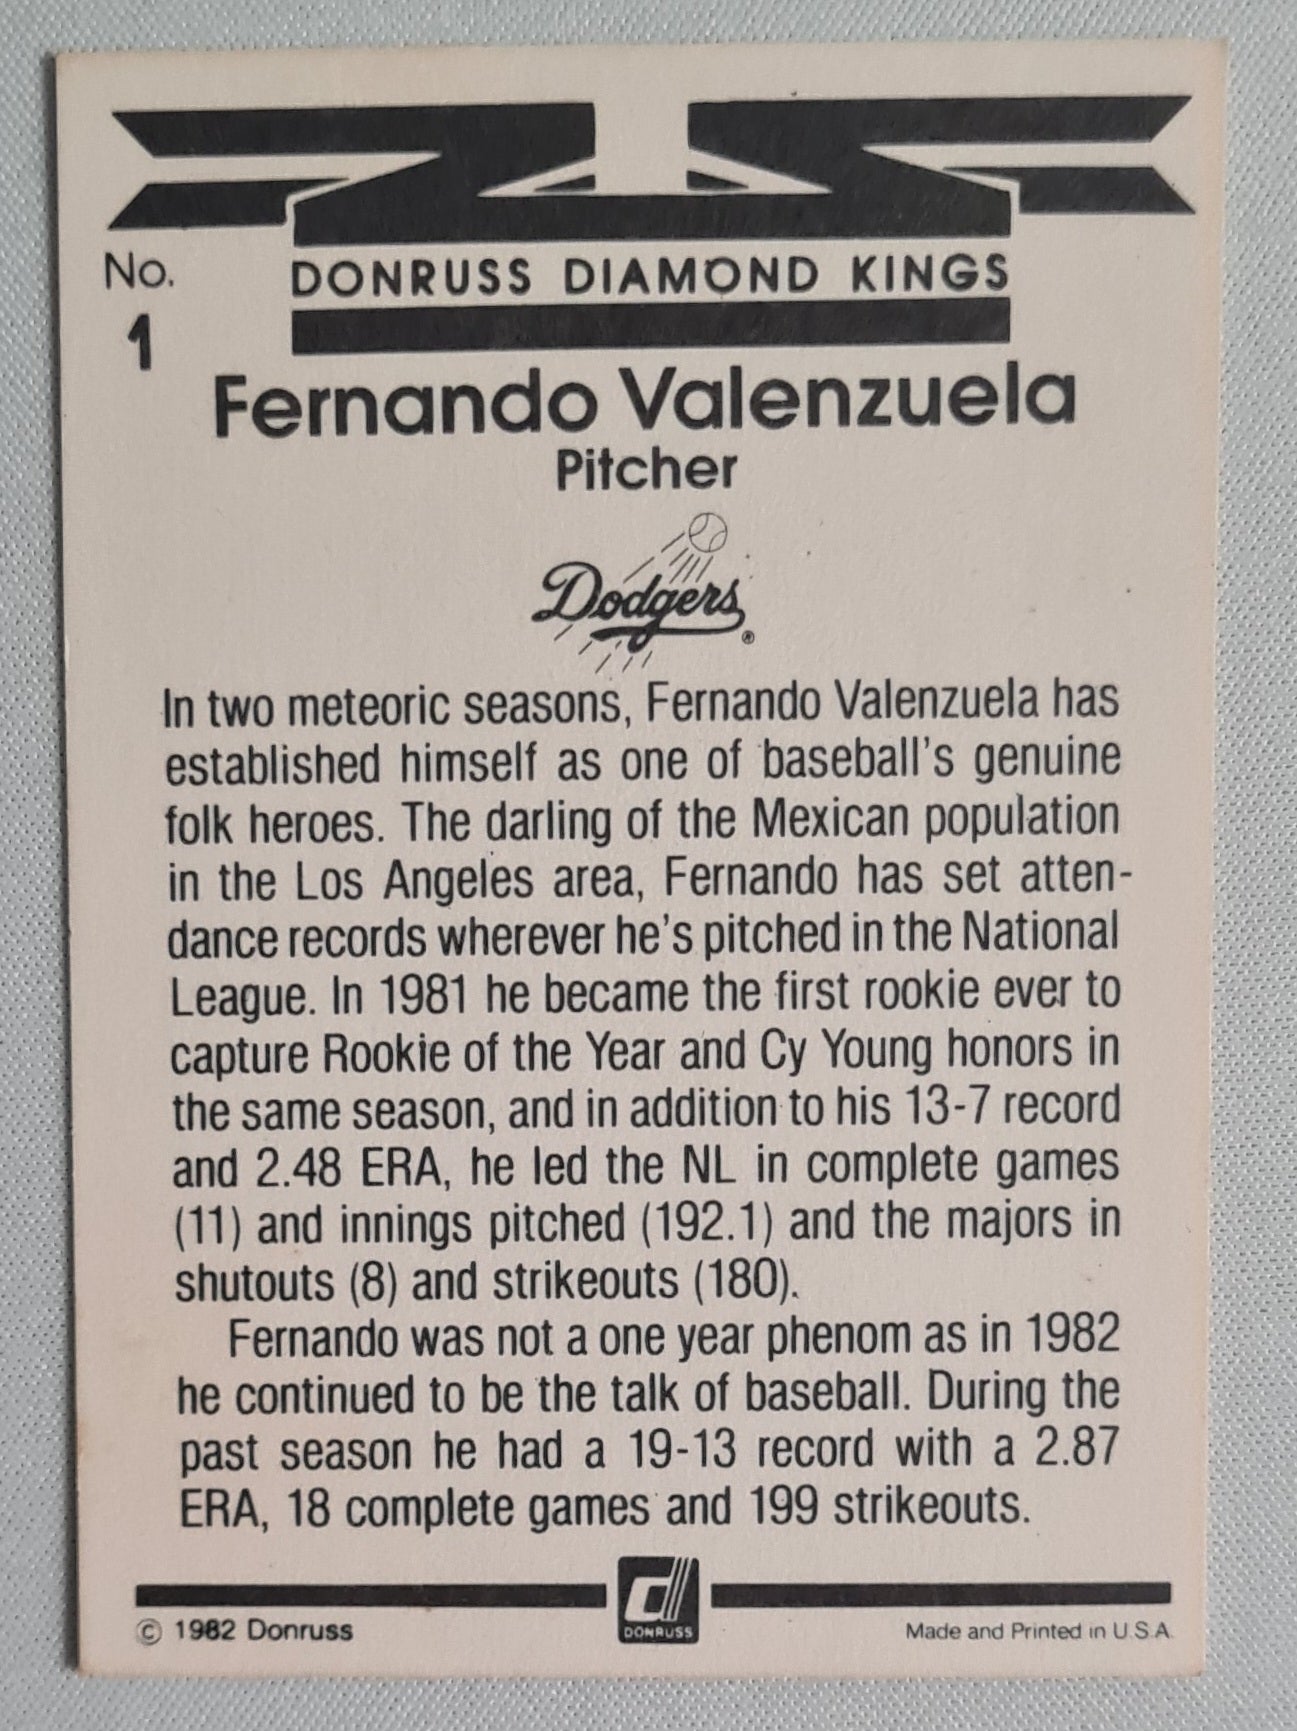 No.
1
DONRUSS DIAMOND KINGS
Fernando Valenzuela
Pitcher
Dodgers
®
In two meteoric seasons, Fernando Valenzuela has
established himself as one of baseball's genuine
folk heroes. The darling of the Mexican population
in the Los Angeles area, Fernando has set atten-
dance records wherever he's pitched in the National
League. In 1981 he became the first rookie ever to
capture Rookie of the Year and Cy Young honors in
the same season, and in addition to his 13-7 record
and 2.48 ERA, he led the NL in complete games
(11) and innings pitched (192.1) and the majors in
shutouts (8) and strikeouts (180).
Fernando was not a one year phenom as in 1982
he continued to be the talk of baseball. During the
past season he had a 19-13 record with a 2.87
ERA, 18 complete games and 199 strikeouts.
DONRUSS
© 1982 Donruss
Made and Printed in U.S.A.